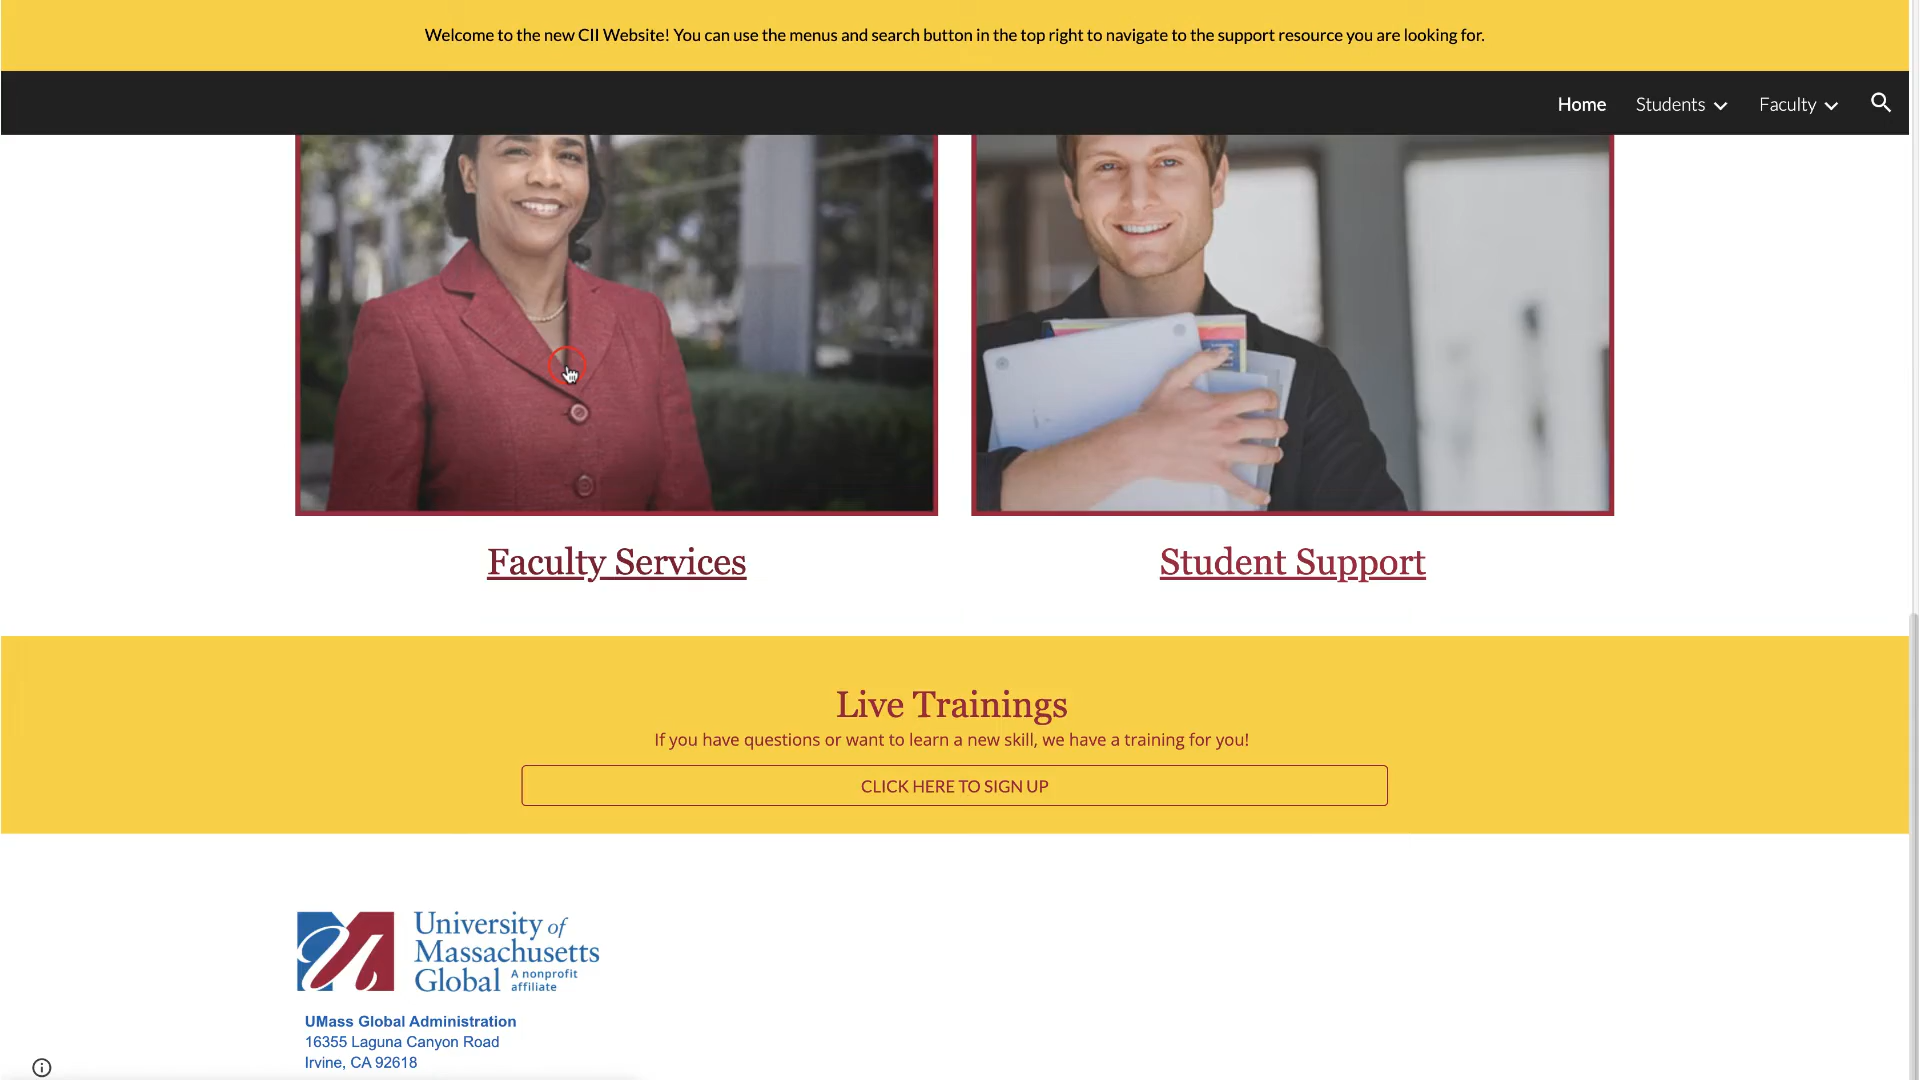 Welcome to the new CII Website! You can use the menus and search button in the top right to navigate to the support resource you are looking for.
Home Students Faculty
Faculty Services
Student Support
Live Trainings
If you have questions or want to learn a new skill, we have a training for you!
CLICK HERE TO SIGN UP
University of
Massachusetts
Global A nonprofit
affiliate
UMass Global Administration
16355 Laguna Canyon Road
Irvine, CA 92618